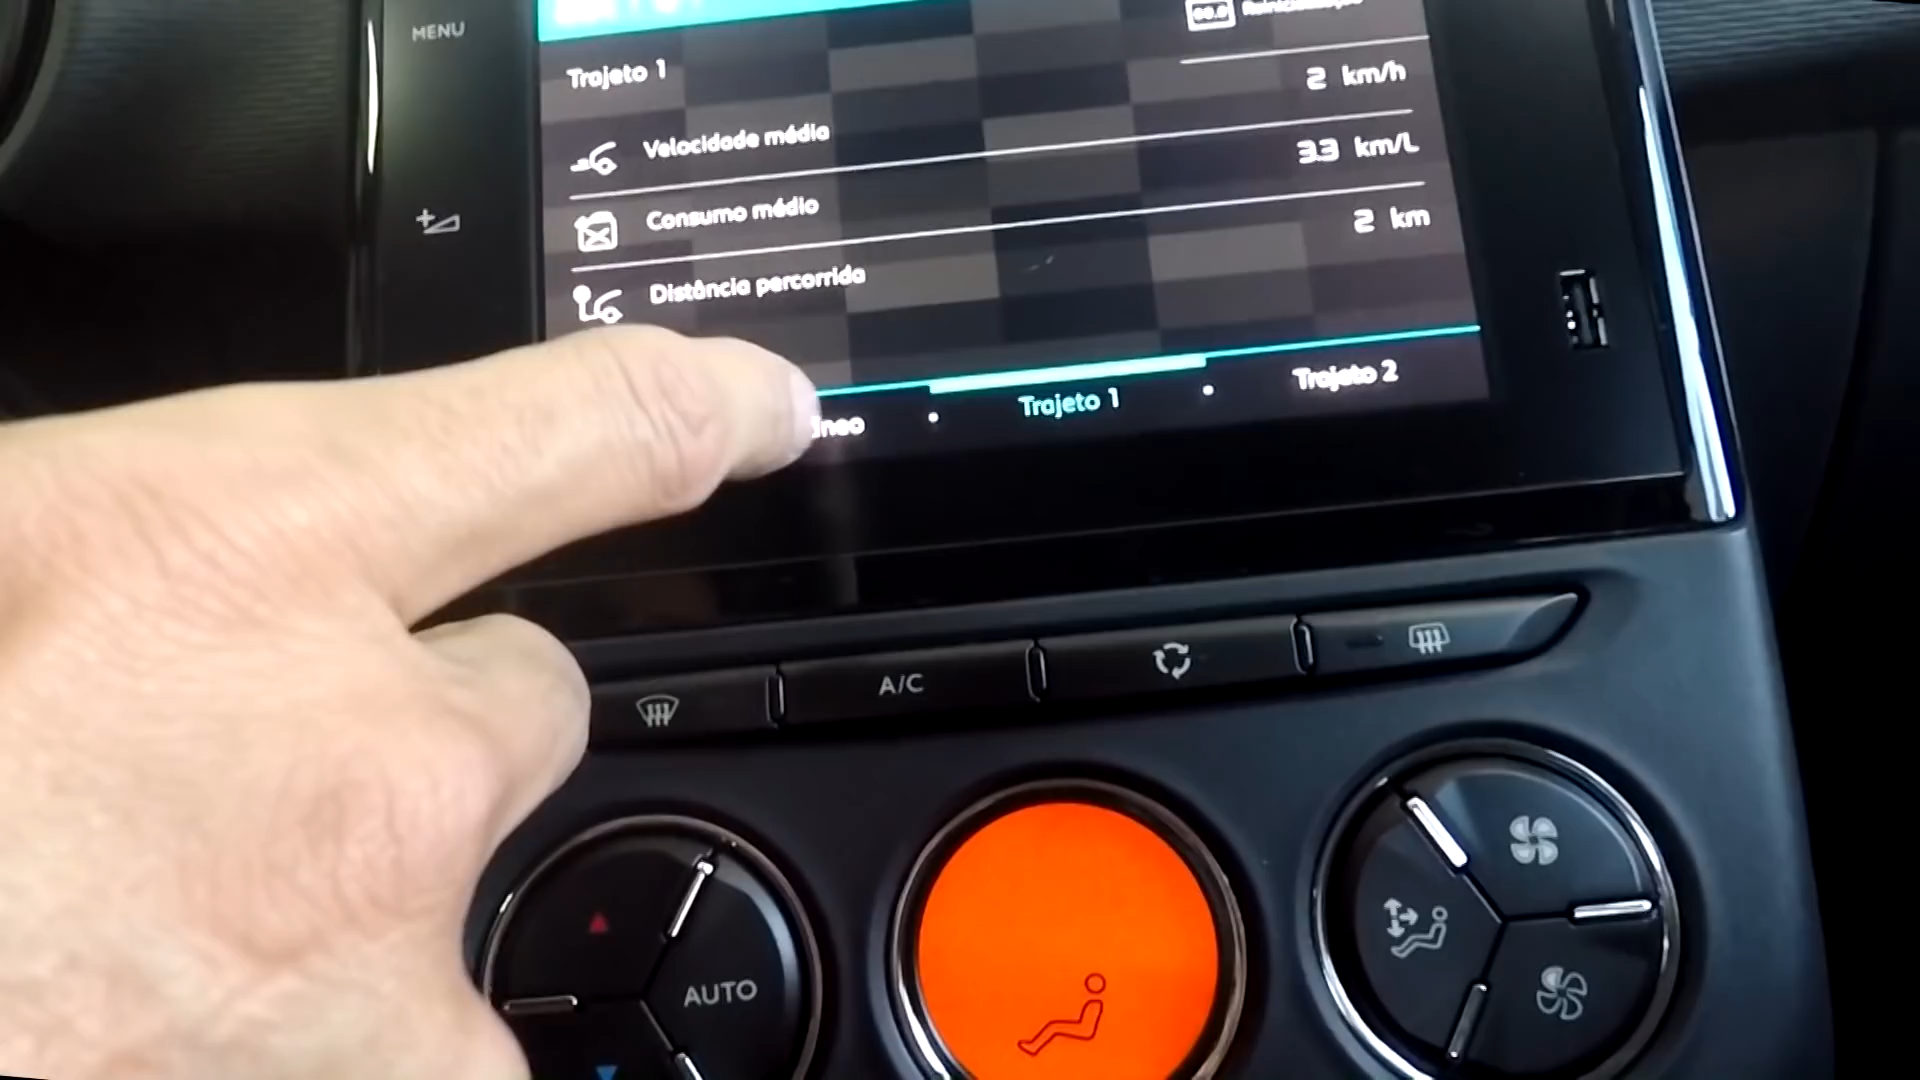 MENU
Trajeto 1
2 km/h
Velocidade média
3.3 km/L
Consumo médio
2 km
Distância percorrida
Trajeto 1
Trajeto 2
A/C
AUTO